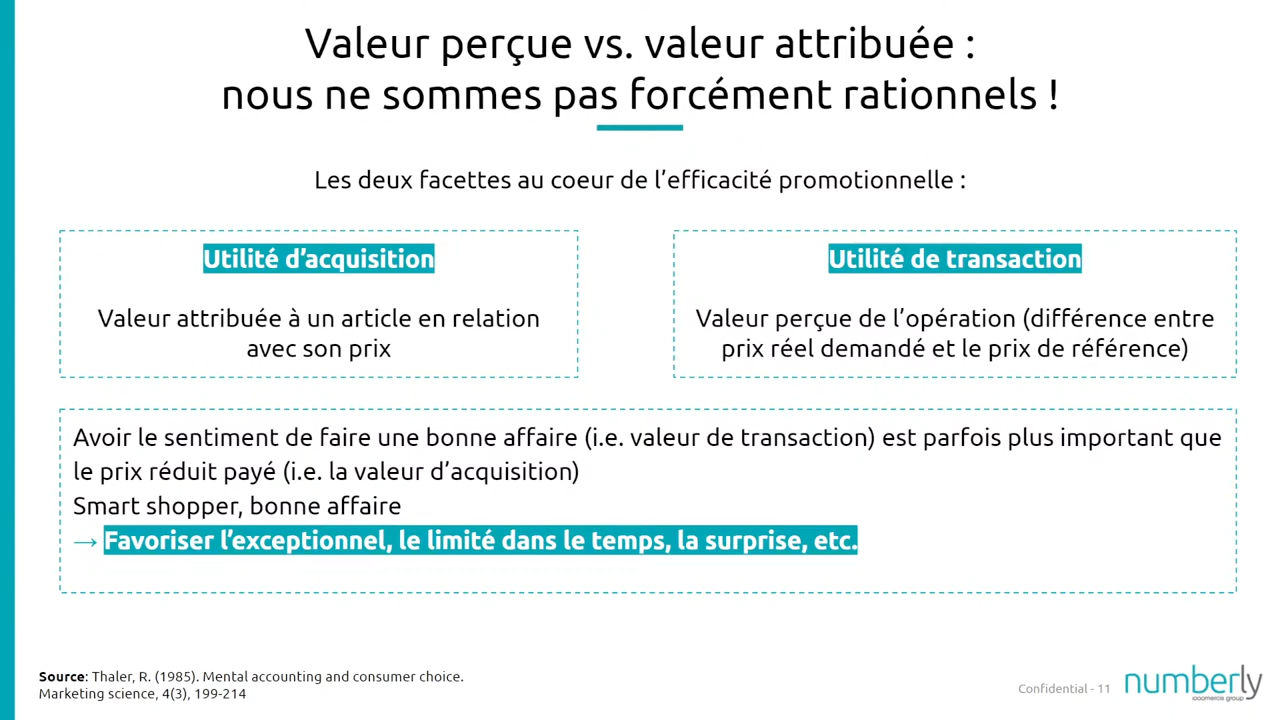 Valeur perçue vs. valeur attribuée :
nous ne sommes pas forcément rationnels !
Les deux facettes au coeur de l’efficacité promotionnelle :
Utilité d’acquisition
Valeur attribuée à un article en relation
avec son prix
Utilité de transaction
Valeur perçue de l’opération (différence entre
prix réel demandé et le prix de référence)
Avoir le sentiment de faire une bonne affaire (i.e. valeur de transaction) est parfois plus important que
le prix réduit payé (i.e. la valeur d’acquisition)
Smart shopper, bonne affaire
→ Favoriser l’exceptionnel, le limité dans le temps, la surprise, etc.
Source: Thaler, R. (1985). Mental accounting and consumer choice.
Marketing science, 4(3), 199-214
Confidential - 11
numberly
1000mercis group